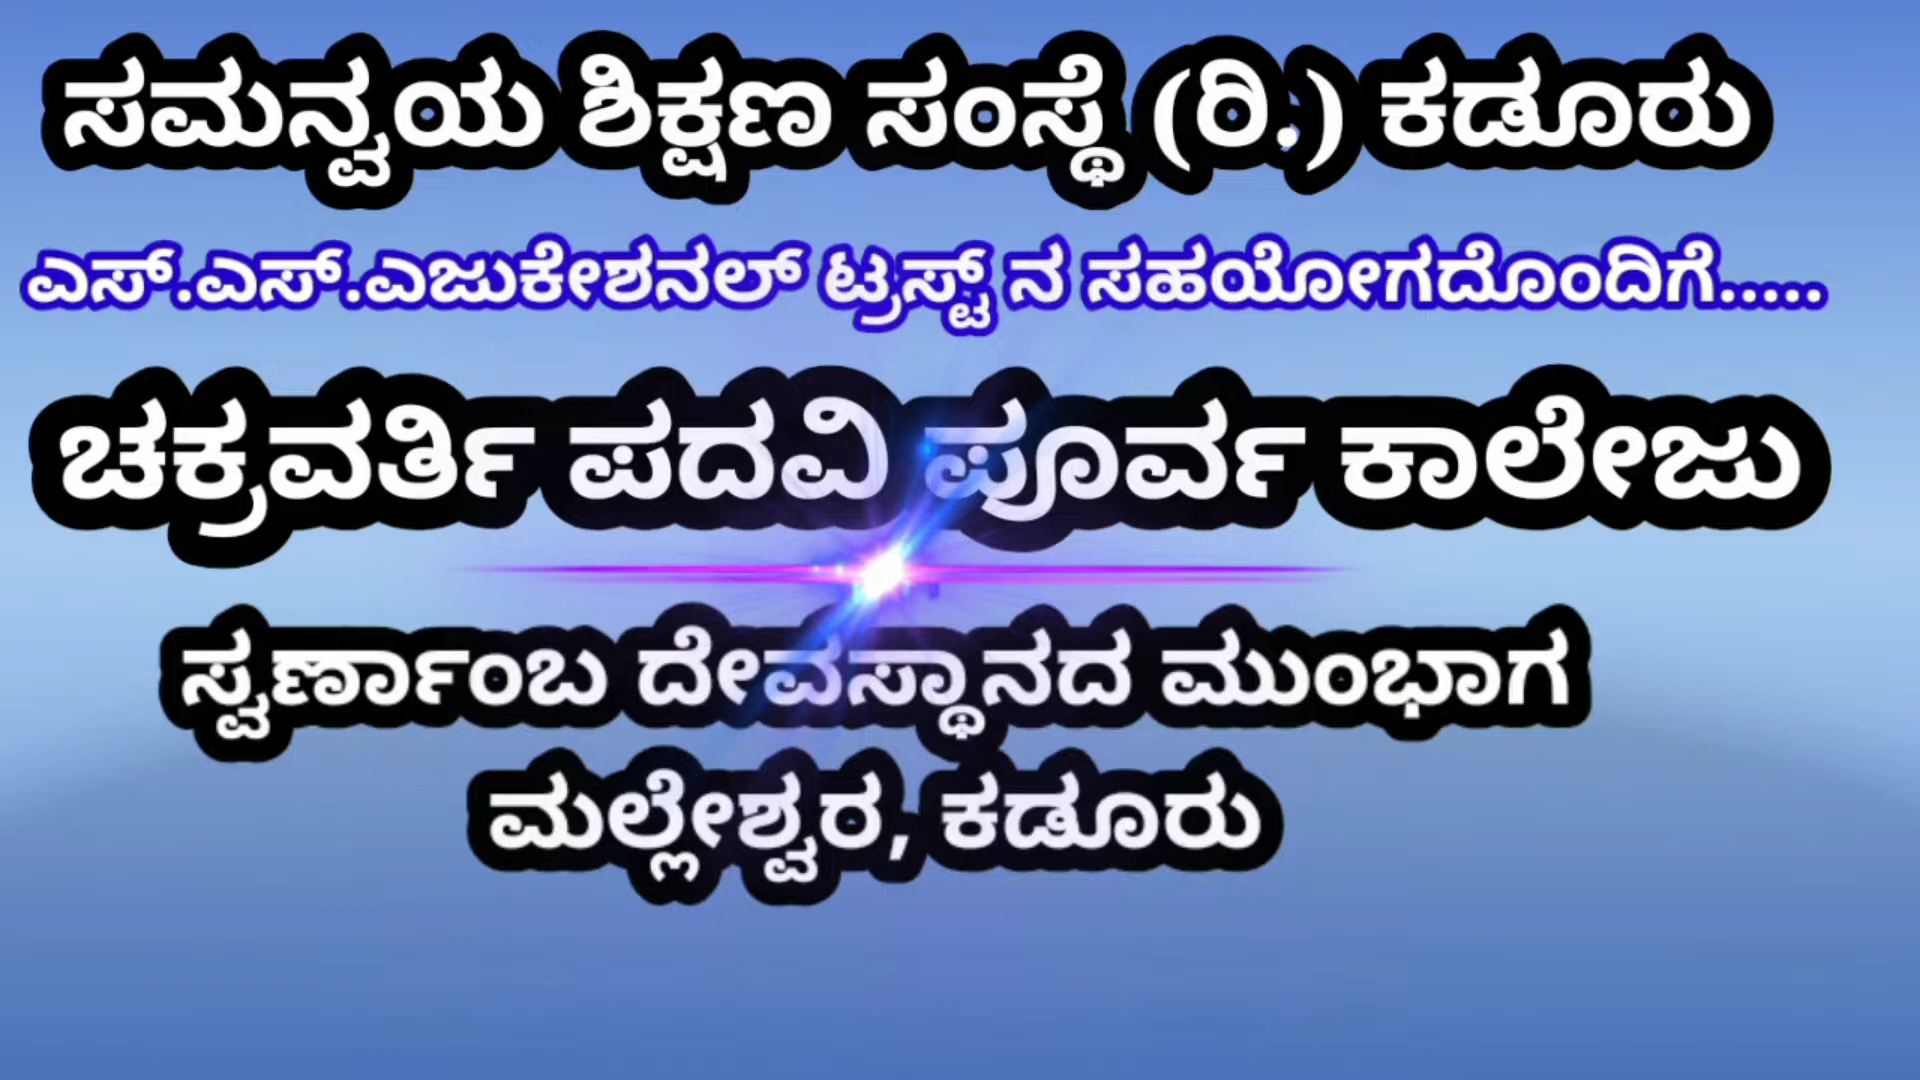 ಸಮನ್ವಯ ಶಿಕ್ಷಣ ಸಂಸ್ಥೆ (ರಿ.) ಕಡೂರು
ಎಸ್.ಎಸ್.ಎಜುಕೇಶನಲ್ ಟ್ರಸ್ಟ್ ನ ಸಹಯೋಗದೊಂದಿಗೆ.....
ಚಕ್ರವರ್ತಿ ಪದವಿ ಪೂರ್ವ ಕಾಲೇಜು
ಸ್ವರ್ಣಾಂಬ ದೇವಸ್ಥಾನದ ಮುಂಭಾಗ
ಮಲ್ಲೇಶ್ವರ, ಕಡೂರು